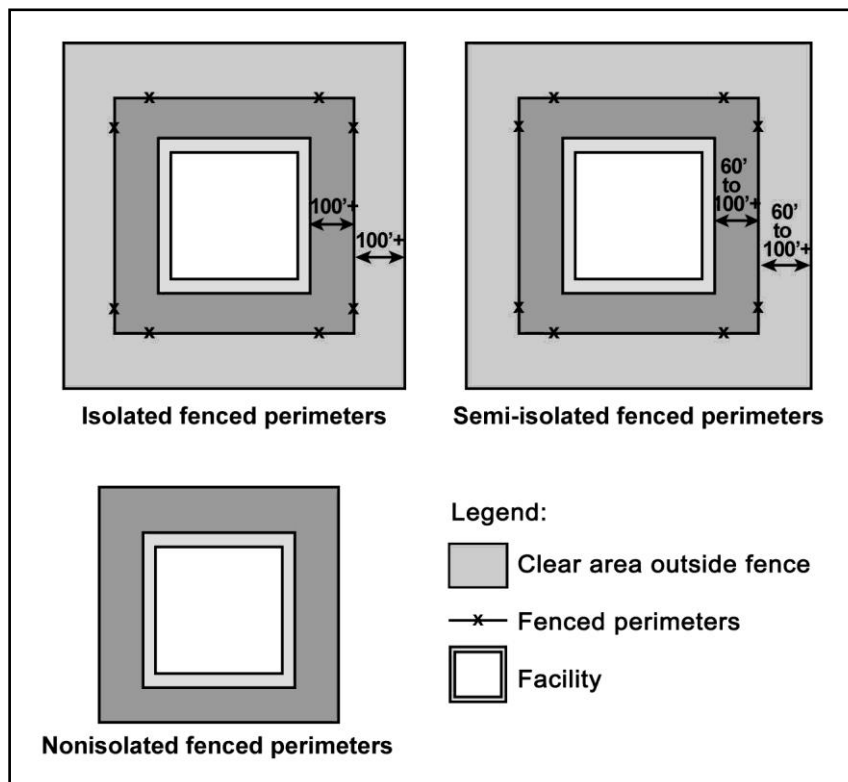 100'+
100'+
Isolated fenced perimeters
60'
to
100'+
60'
to
100'+
Semi-isolated fenced perimeters
Nonisolated fenced perimeters
Legend:
Clear area outside fence
x Fenced perimeters
Facility